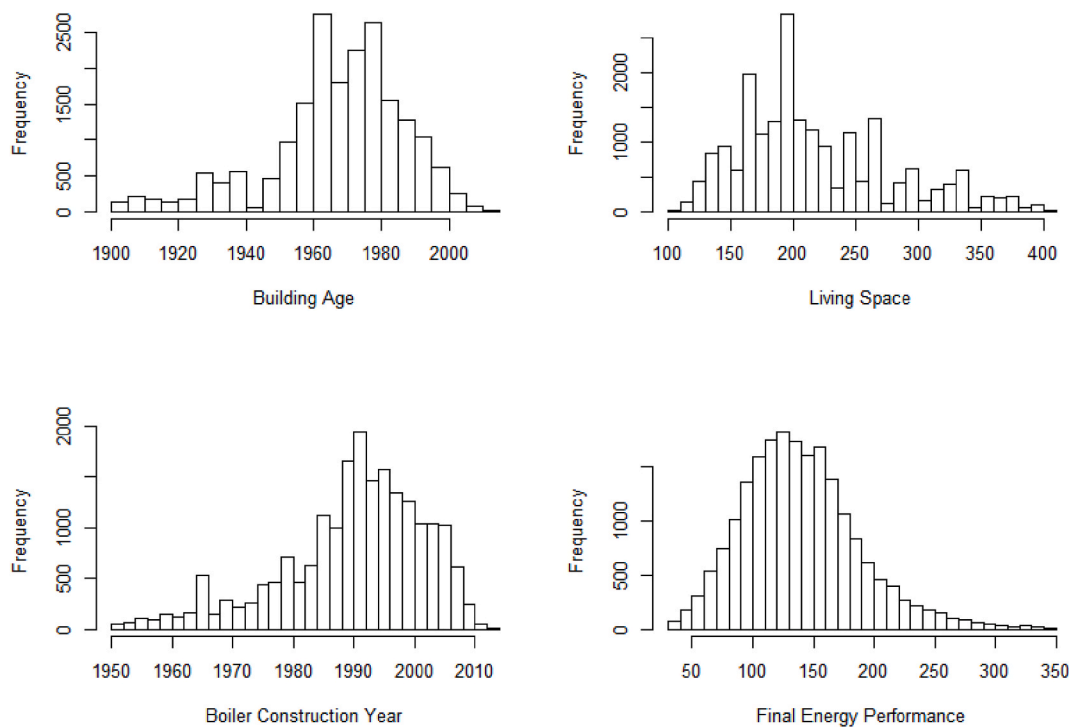 Frequency
0 500 1500 2500
1900 1920 1940 1960 1980 2000
Building Age
Frequency
0 1000 2000
100 150 200 250 300 350 400
Living Space
Frequency
0 500 1000 2000
1950 1960 1970 1980 1990 2000 2010
Boiler Construction Year
Frequency
0 500 1000
50 100 150 200 250 300 350
Final Energy Performance